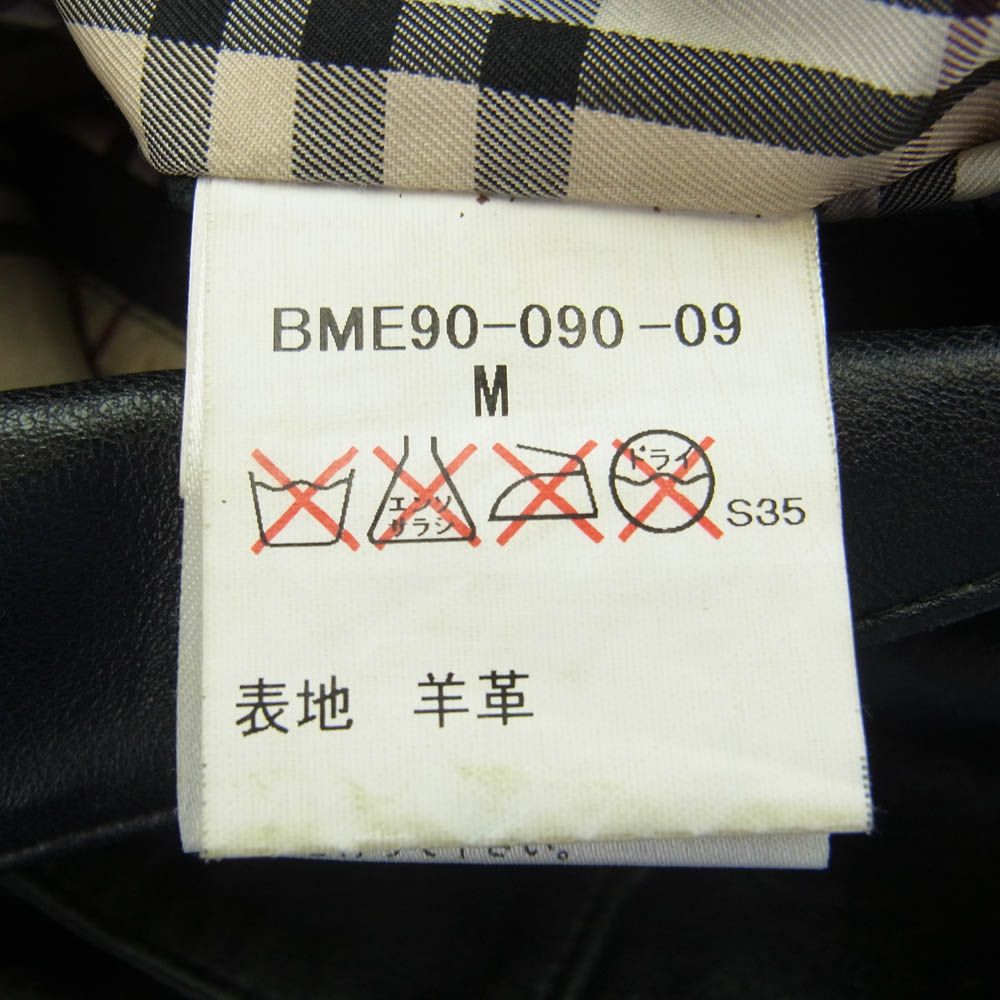 BME90-090-09
M
エンソ ドライ
サラシ S35
表地 羊革